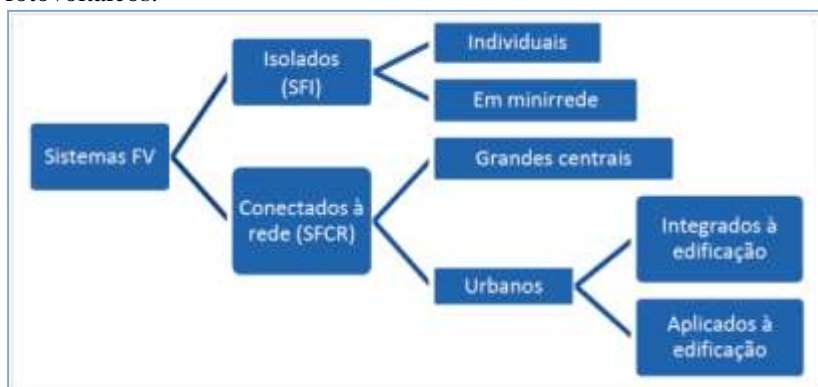 fotovoltaicos.
Individuais
Isolados
(SFI)
Em minirrede
Sistemas FV
Grandes centrais
Conectados à
rede (SFCR)
Integrados à
edificação
Urbanos
Aplicados à
edificação